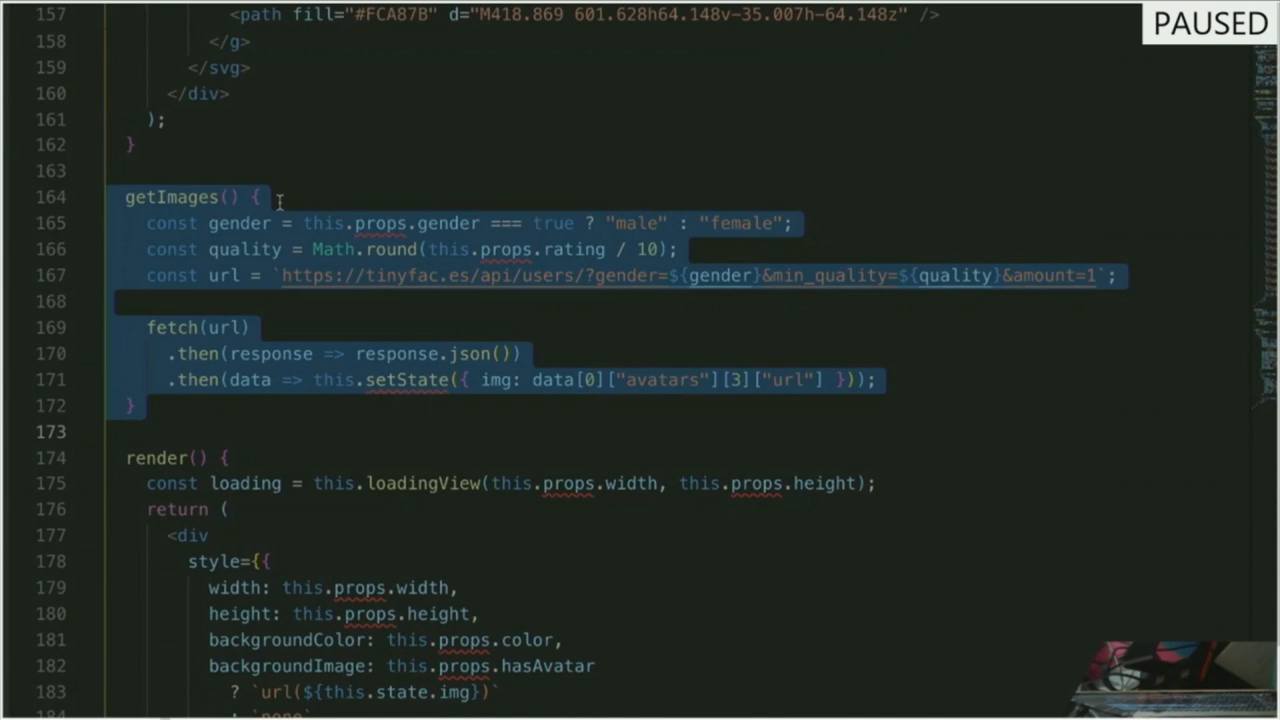 PAUSED
157 <path fill="#FCA87B" d="M418.869 601.628h64.148v-35.007h-64.148z" />
158 </g>
159 </svg>
160 </div>
161 );
162 }
163
164 getImages() {
165 const gender = this.props.gender === true ? "male" : "female";
166 const quality = Math.round(this.props.rating / 10);
167 const url = `https://tinyfac.es/api/users/?gender=${gender}&min_quality=${quality}&amount=1`;
168
169 fetch(url)
170 .then(response => response.json())
171 .then(data => this.setState({ img: data[0]["avatars"][3]["url"] }));
172 }
173
174 render() {
175 const loading = this.loadingView(this.props.width, this.props.height);
176 return (
177 <div
178 style={{
179 width: this.props.width,
180 height: this.props.height,
181 backgroundColor: this.props.color,
182 backgroundImage: this.props.hasAvatar
183 ? `url(${this.state.img})`
184 : `none`